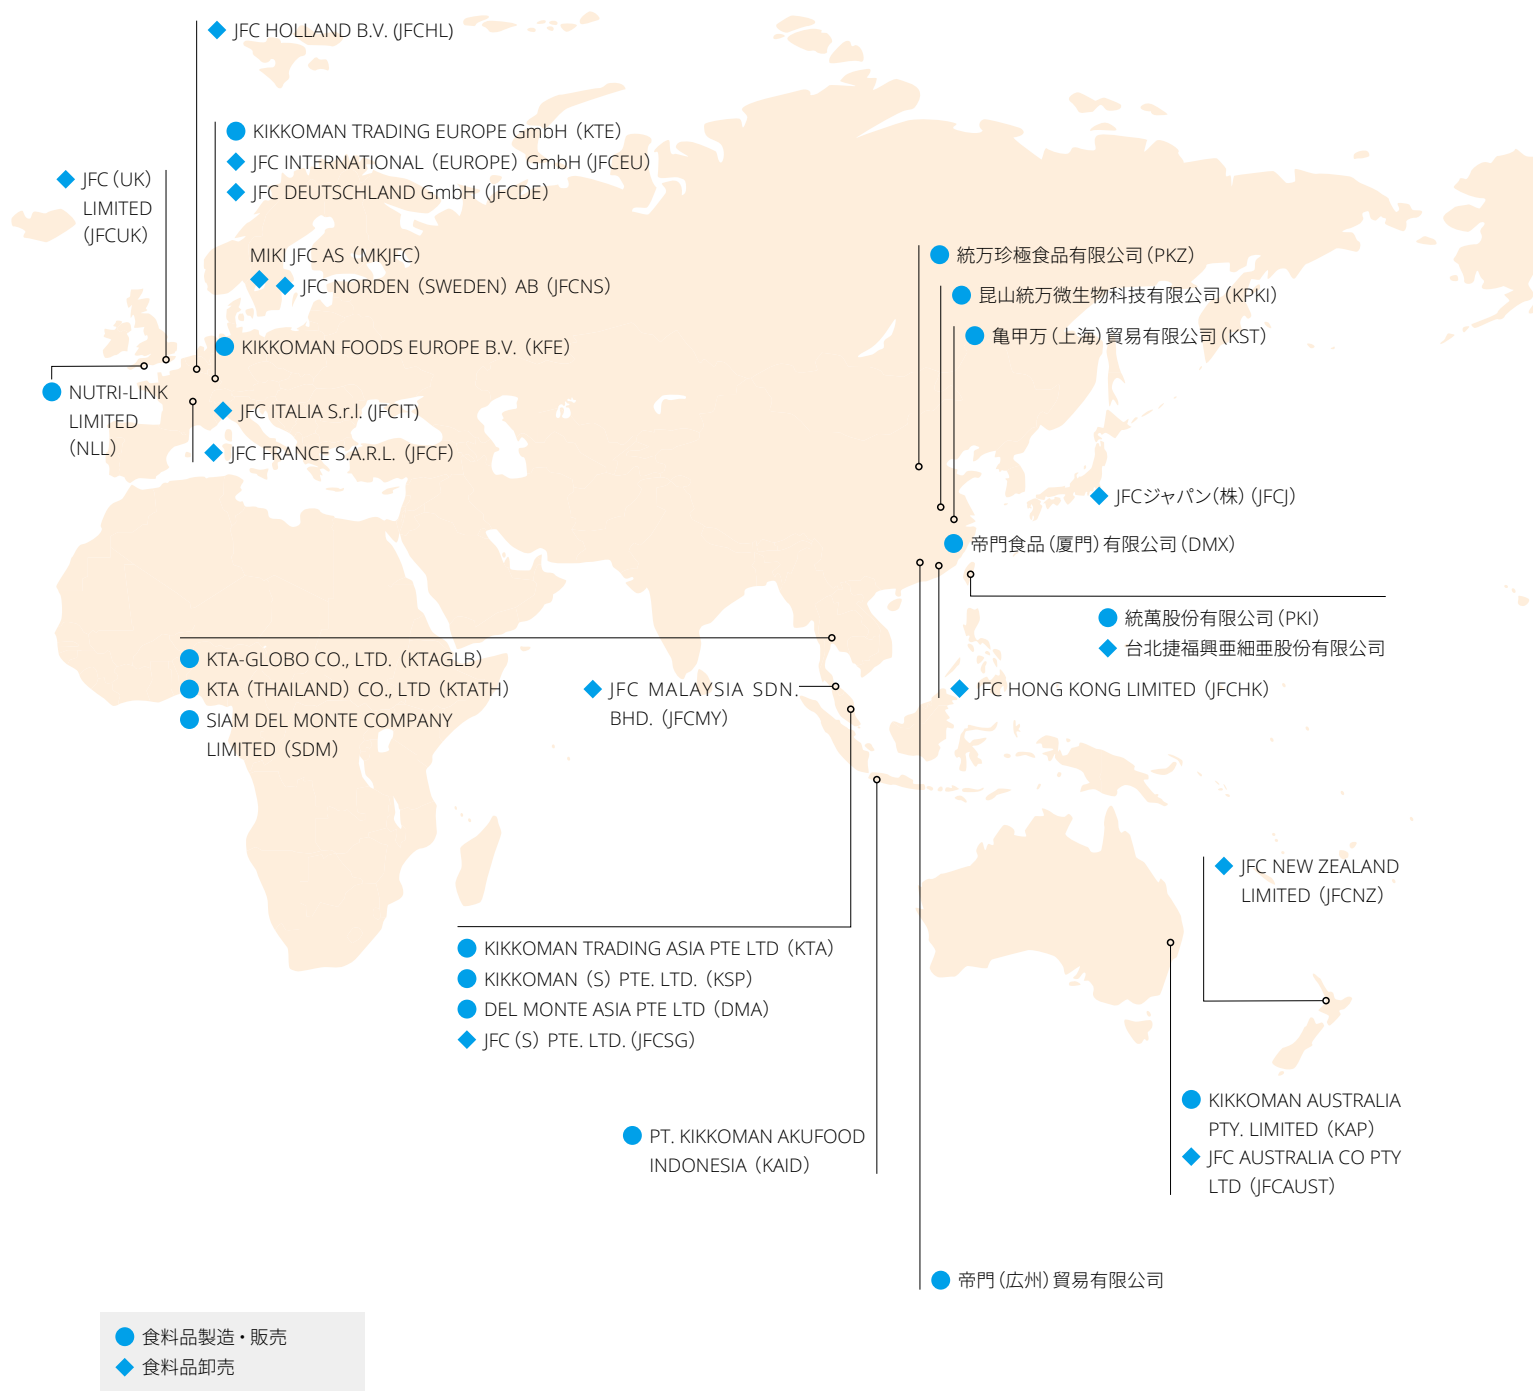 JFC HOLLAND B.V. (JFCHL)
KIKKOMAN TRADING EUROPE GmbH（KTE）
JFC INTERNATIONAL（EUROPE）GmbH（JFCEU）
JFC DEUTSCHLAND GmbH（JFCDE）
JFC（UK）
LIMITED
（JFCUK）
MIKI JFC AS（MKJFC）
JFC NORDEN（SWEDEN）AB（JFCNS）
KIKKOMAN FOODS EUROPE B.V.（KFE）
NUTRI-LINK
LIMITED
（NLL）
JFC ITALIA S.r.l. (JFCIT)
JFC FRANCE S.A.R.L.（JFCF）
統万珍極食品有限公司（PKZ）
昆山統万微生物科技有限公司（KPKI）
亀甲万（上海）貿易有限公司（KST）
JFCジャパン（株）（JFCJ）
帝門食品（厦門）有限公司（DMX）
統萬股份有限公司（PKI）
台北捷福興亜細亜股份有限公司
KTA-GLOBO CO., LTD.（KTAGLB）
KTA（THAILAND）CO., LTD（KTATH）
SIAM DEL MONTE COMPANY
LIMITED（SDM）
JFC MALAYSIA SDN.
BHD.（JFCMY）
JFC HONG KONG LIMITED（JFCHK）
JFC NEW ZEALAND
LIMITED（JFCNZ）
KIKKOMAN TRADING ASIA PTE LTD（KTA）
KIKKOMAN（S）PTE. LTD.（KSP）
DEL MONTE ASIA PTE LTD（DMA）
JFC（S）PTE. LTD.（JFCSG）
PT. KIKKOMAN AKUFOOD
INDONESIA（KAID）
KIKKOMAN AUSTRALIA
PTY. LIMITED（KAP）
JFC AUSTRALIA CO PTY
LTD（JFCAUST）
帝門（広州）貿易有限公司
食料品製造・販売
食料品卸売